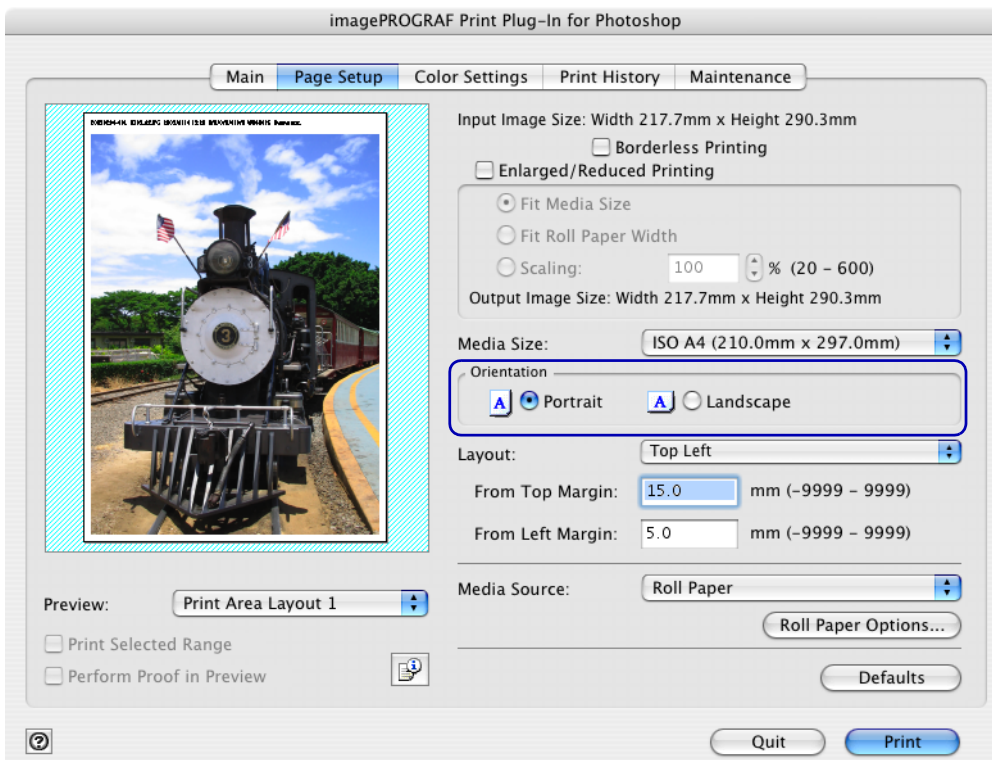 imagePROGRAF Print Plug-In for Photoshop
Main Page Setup Color Settings Print History Maintenance
Input Image Size: Width 217.7mm x Height 290.3mm
Borderless Printing
Enlarged/Reduced Printing
Fit Media Size
Fit Roll Paper Width
Scaling: 100 % (20 - 600)
Output Image Size: Width 217.7mm x Height 290.3mm
Media Size: ISO A4 (210.0mm x 297.0mm)
Orientation
A Portrait A Landscape
Layout: Top Left
From Top Margin: 15.0 mm (-9999 - 9999)
From Left Margin: 5.0 mm (-9999 - 9999)
Media Source: Roll Paper
Roll Paper Options...
Defaults
3
Preview: Print Area Layout 1
Print Selected Range
Perform Proof in Preview
? Quit Print